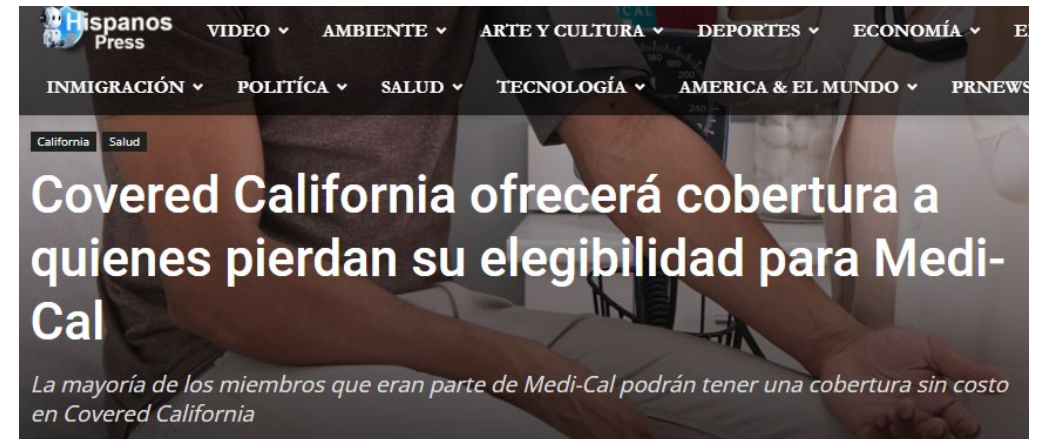 Hispanos
Press
VIDEO AMBIENTE ARTE Y CULTURA DEPORTES ECONOMÍA
INMIGRACIÓN POLITÍCA SALUD TECNOLOGÍA AMERICA & EL MUNDO PRNEWS
California Salud
Covered California ofrecerá cobertura a
quienes pierdan su elegibilidad para Medi-
Cal
La mayoría de los miembros que eran parte de Medi-Cal podrán tener una cobertura sin costo
en Covered California